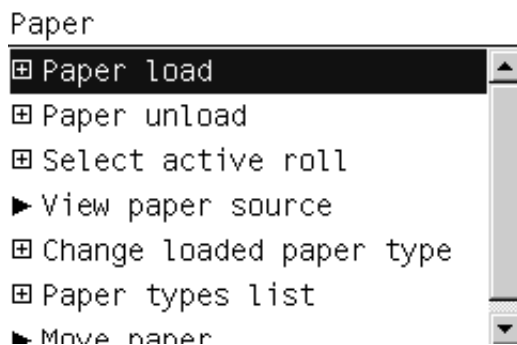 Paper
Paper load
Paper unload
Select active roll
View paper source
Change loaded paper type
Paper types list
Move paper